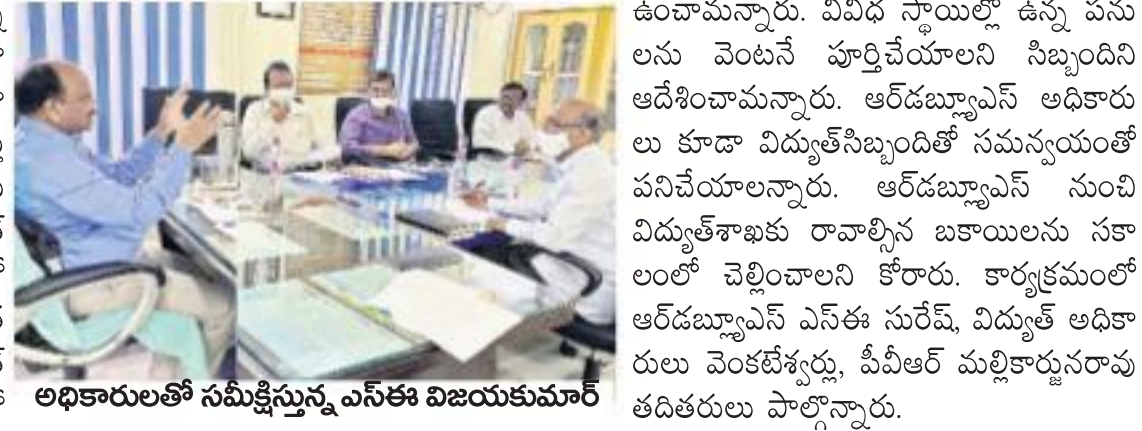 ఉంచామన్నారు. వివిధ స్థాయిల్లో ఉన్న పను
లను వెంటనే పూర్తిచేయాలని సిబ్బందిని
ఆదేశించామన్నారు. ఆర్‌డబ్ల్యూఎస్ అధికారు
లు కూడా విద్యుత్‌సిబ్బందితో సమన్వయంతో
పనిచేయాలన్నారు. ఆర్‌డబ్ల్యూఎస్ నుంచి
విద్యుత్‌శాఖకు రావాల్సిన బకాయిలను సకా
లంలో చెల్లించాలని కోరారు. కార్యక్రమంలో
ఆర్‌డబ్ల్యూఎస్ ఎస్ఈ సురేష్, విద్యుత్ అధికా
రులు వెంకటేశ్వర్లు, పీవీఆర్ మల్లికార్జునరావు
తదితరులు పాల్గొన్నారు.
అధికారులతో సమీక్షిస్తున్న ఎస్ఈ విజయకుమార్